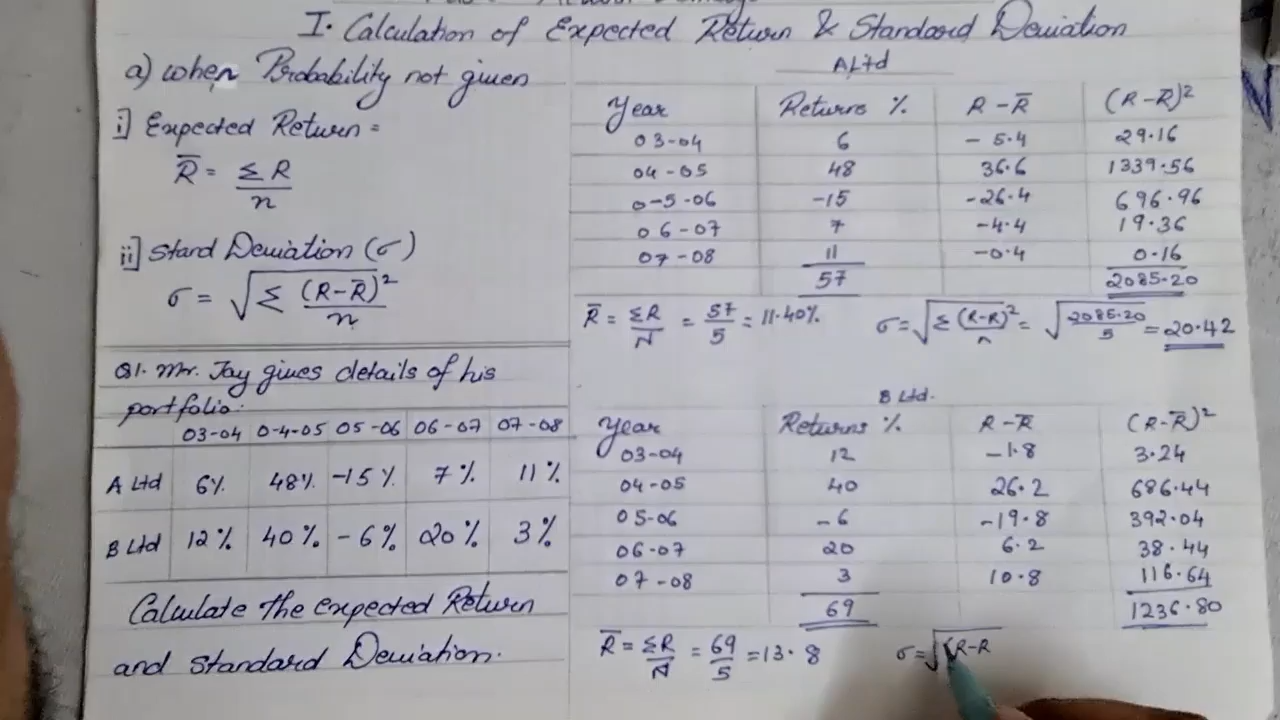 I. Calculation of Expected Return & Standard Deviation
a) when Probability not given
i] Expected Return =
R̅ = ΣR
n
ii] Stard Deviation (σ)
σ = √Σ (R-R̅)²
n
Q1. Mr. Jay gives details of his
portfolio.
03-04 0-4-05 05-06 06-07 07-08
A Ltd 6% 48% -15% 7% 11%
B Ltd 12% 40% -6% 20% 3%
Calculate the expected Return
and Standard Deviation.
A Ltd
Year Returns % R-R̅ (R-R̅)²
03-04 6 -5.4 29.16
04-05 48 36.6 1339.56
0-5-06 -15 -26.4 696.96
06-07 7 -4.4 19.36
07-08 11 -0.4 0.16
57 2085.20
R̅ = ΣR/N = 57/5 = 11.40% σ = √Σ(R-R)²/n = √2085.20/5 = 20.42
B Ltd.
Year Returns % R-R̅ (R-R̅)²
03-04 12 -1.8 3.24
04-05 40 26.2 686.44
05-06 -6 -19.8 392.04
06-07 20 6.2 38.44
07-08 3 10.8 116.64
69 1236.80
R̅ = ΣR/N = 69/5 = 13.8 σ = √(R-R